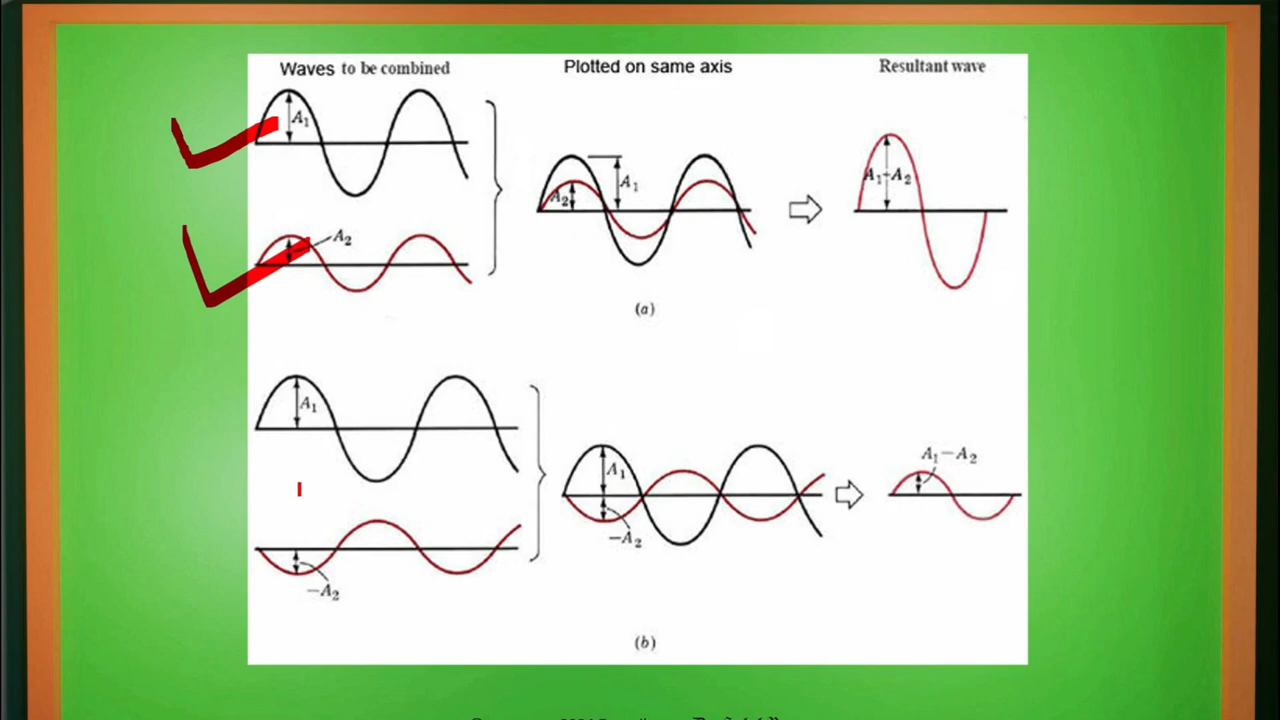 Waves to be combined
Plotted on same axis
Resultant wave
A₁
A₂
A₂
A₁
A₁+A₂
(a)
A₁
−A₂
A₁
−A₂
A₁−A₂
(b)